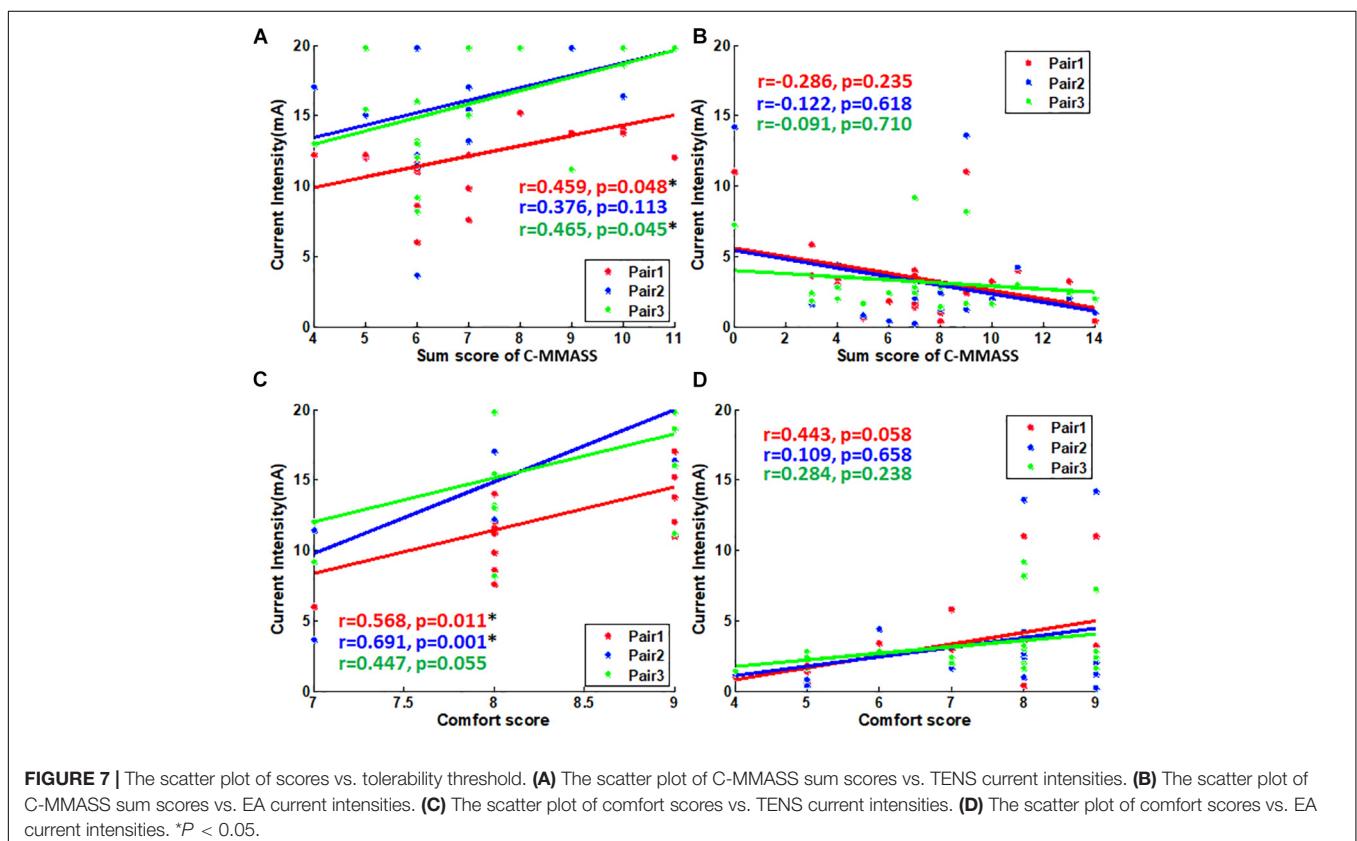 A
20
15
10
5
0
Current Intensity(mA)
r=0.459, p=0.048*
r=0.376, p=0.113
r=0.465, p=0.045*
Pair1
Pair2
Pair3
4 5 6 7 8 9 10 11
Sum score of C-MMASS
B
20
15
10
5
0
Current Intensity(mA)
r=-0.286, p=0.235
r=-0.122, p=0.618
r=-0.091, p=0.710
Pair1
Pair2
Pair3
0 2 4 6 8 10 12 14
Sum score of C-MMASS
C
20
15
10
5
0
Current Intensity(mA)
r=0.568, p=0.011*
r=0.691, p=0.001*
r=0.447, p=0.055
Pair1
Pair2
Pair3
7 7.5 8 8.5 9
Comfort score
D
20
15
10
5
0
Current Intensity(mA)
r=0.443, p=0.058
r=0.109, p=0.658
r=0.284, p=0.238
Pair1
Pair2
Pair3
4 5 6 7 8 9
Comfort score
FIGURE 7 | The scatter plot of scores vs. tolerability threshold. (A) The scatter plot of C-MMASS sum scores vs. TENS current intensities. (B) The scatter plot of
C-MMASS sum scores vs. EA current intensities. (C) The scatter plot of comfort scores vs. TENS current intensities. (D) The scatter plot of comfort scores vs. EA
current intensities. *P < 0.05.